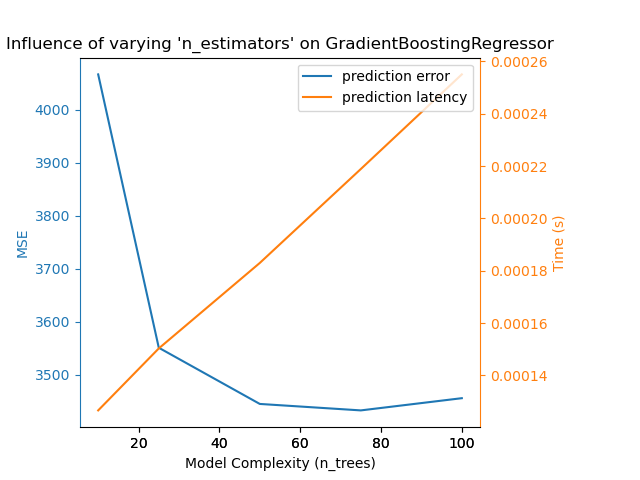 Influence of varying 'n_estimators' on GradientBoostingRegressor
prediction error
prediction latency
4000
3900
3800
3700
3600
3500
MSE
0.00026
0.00024
0.00022
0.00020
0.00018
0.00016
0.00014
Time (s)
20 40 60 80 100
Model Complexity (n_trees)